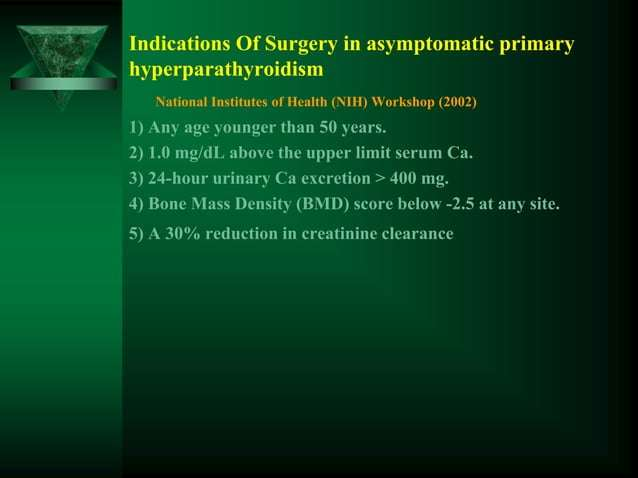 Indications Of Surgery in asymptomatic primary
hyperparathyroidism
National Institutes of Health (NIH) Workshop (2002)
1) Any age younger than 50 years.
2) 1.0 mg/dL above the upper limit serum Ca.
3) 24-hour urinary Ca excretion > 400 mg.
4) Bone Mass Density (BMD) score below -2.5 at any site.
5) A 30% reduction in creatinine clearance